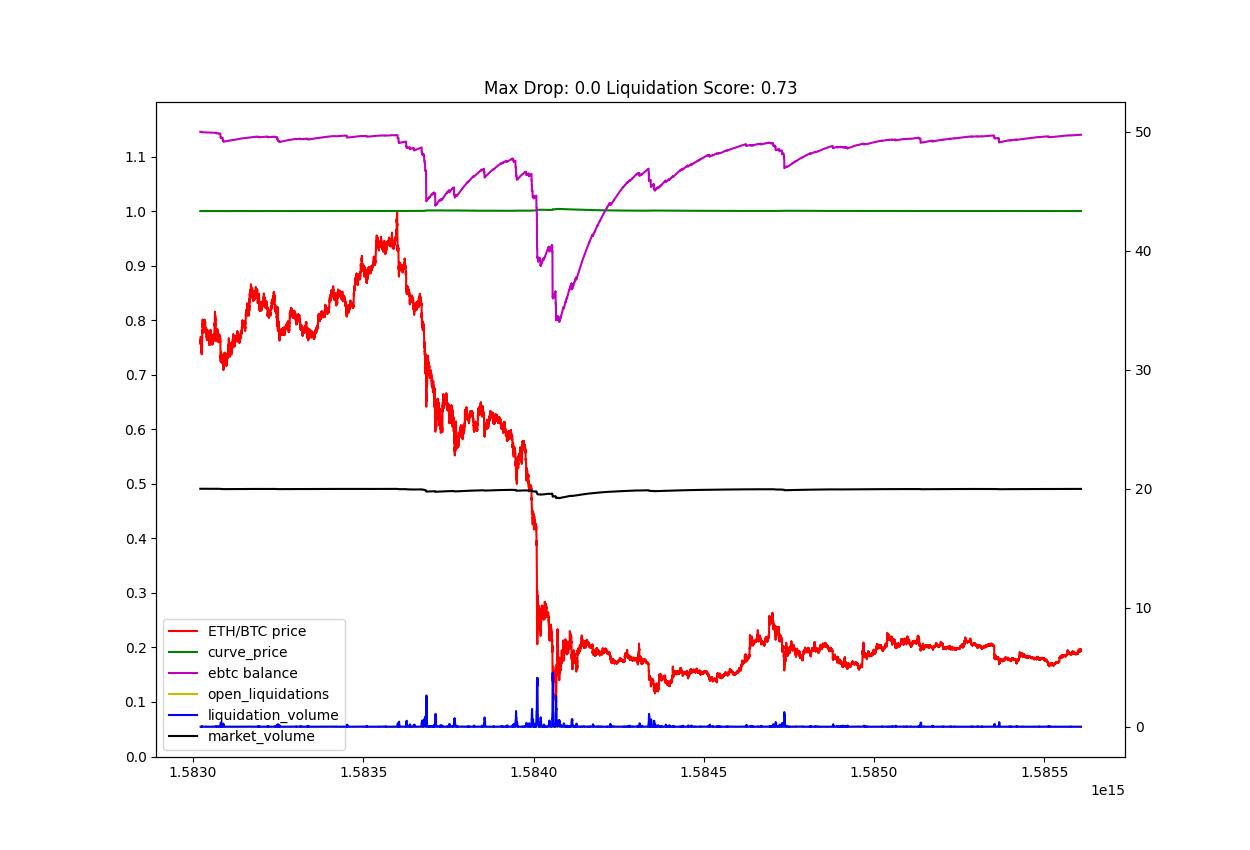 Max Drop: 0.0 Liquidation Score: 0.73
1.1
1.0
0.9
0.8
0.7
0.6
0.5
0.4
0.3
0.2
0.1
0.0
50
40
30
20
10
0
ETH/BTC price
curve_price
ebtc balance
open_liquidations
liquidation_volume
market_volume
1.5830 1.5835 1.5840 1.5845 1.5850 1.5855
1e15